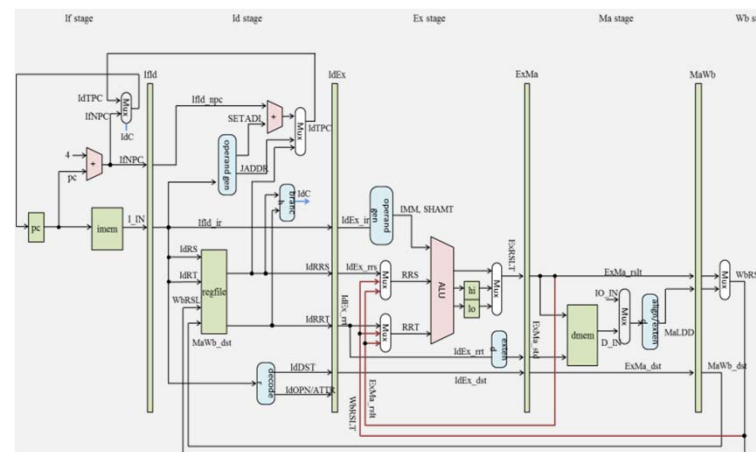 If stage
Id stage
Ex stage
Ma stage
Wb s
IfId
IdEx
ExMa
MaWb
IdTPC
IfNPC
Mux
IdC
IfId_npc
SETADI
+
Mux
IdTPC
4
+
IfNPC
pc
operand gen
JADDR
branc
h
IdC
operand
gen
IMM, SHAMT
pc
imem
I_IN
IfId_ir
IdEx_ir
IdRS
IdRT
WbRSL
regfile
MaWb_dst
IdRRS
IdRRT
IdEx_rrs
IdEx_rrt
Mux
RRS
Mux
RRT
ALU
hi
lo
Mux
ExRSLT
ExMa_rslt
IO_IN
dmem
Mux
D_IN
align/exten
d
MaLDD
Mux
WbRS
IdEx_rrt
exten
d
ExMa_std
decode
r
IdDST
IdOPN/ATTR
IdEx_dst
ExMa_dst
MaWb_dst
ExMa_rslt
WbRSLT